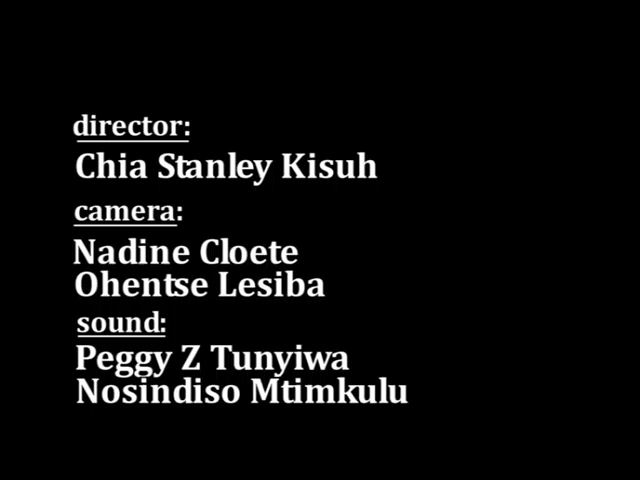 director:
Chia Stanley Kisuh
camera:
Nadine Cloete
Ohentse Lesiba
sound:
Peggy Z Tunyiwa
Nosindiso Mtimkulu